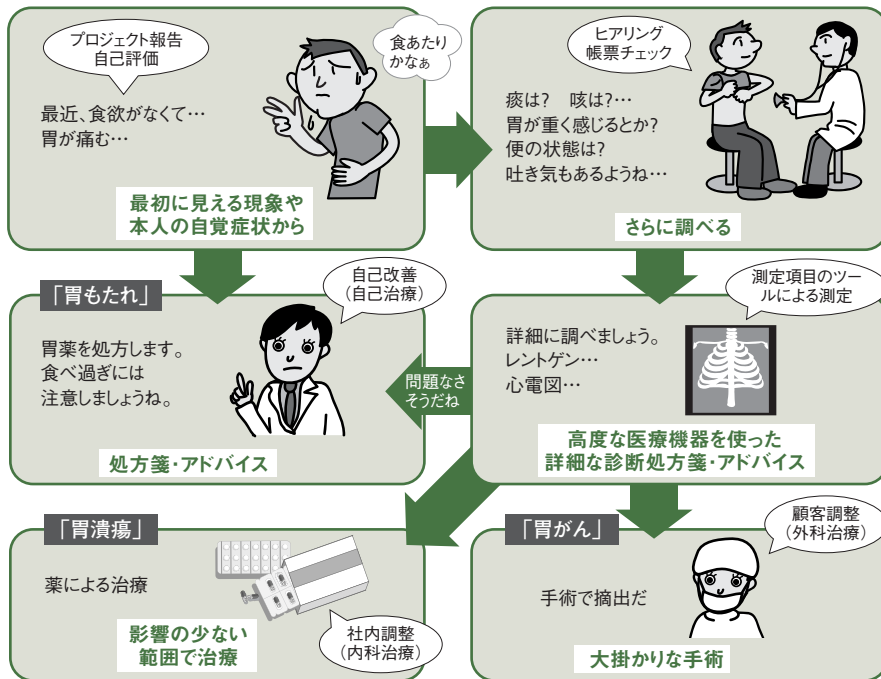 プロジェクト報告
自己評価
食あたり
かなぁ
最近、食欲がなくて…
胃が痛む…
最初に見える現象や
本人の自覚症状から
ヒアリング
帳票チェック
痰は?　咳は?…
胃が重く感じるとか?
便の状態は?
吐き気もあるようね…
さらに調べる
「胃もたれ」
自己改善
(自己治療)
胃薬を処方します。
食べ過ぎには
注意しましょうね。
処方箋・アドバイス
問題なさ
そうだね
測定項目のツー
ルによる測定
詳細に調べましょう。
レントゲン…
心電図…
高度な医療機器を使った
詳細な診断処方箋・アドバイス
「胃潰瘍」
薬による治療
影響の少ない
範囲で治療
社内調整
(内科治療)
「胃がん」
顧客調整
(外科治療)
手術で摘出だ
大掛かりな手術